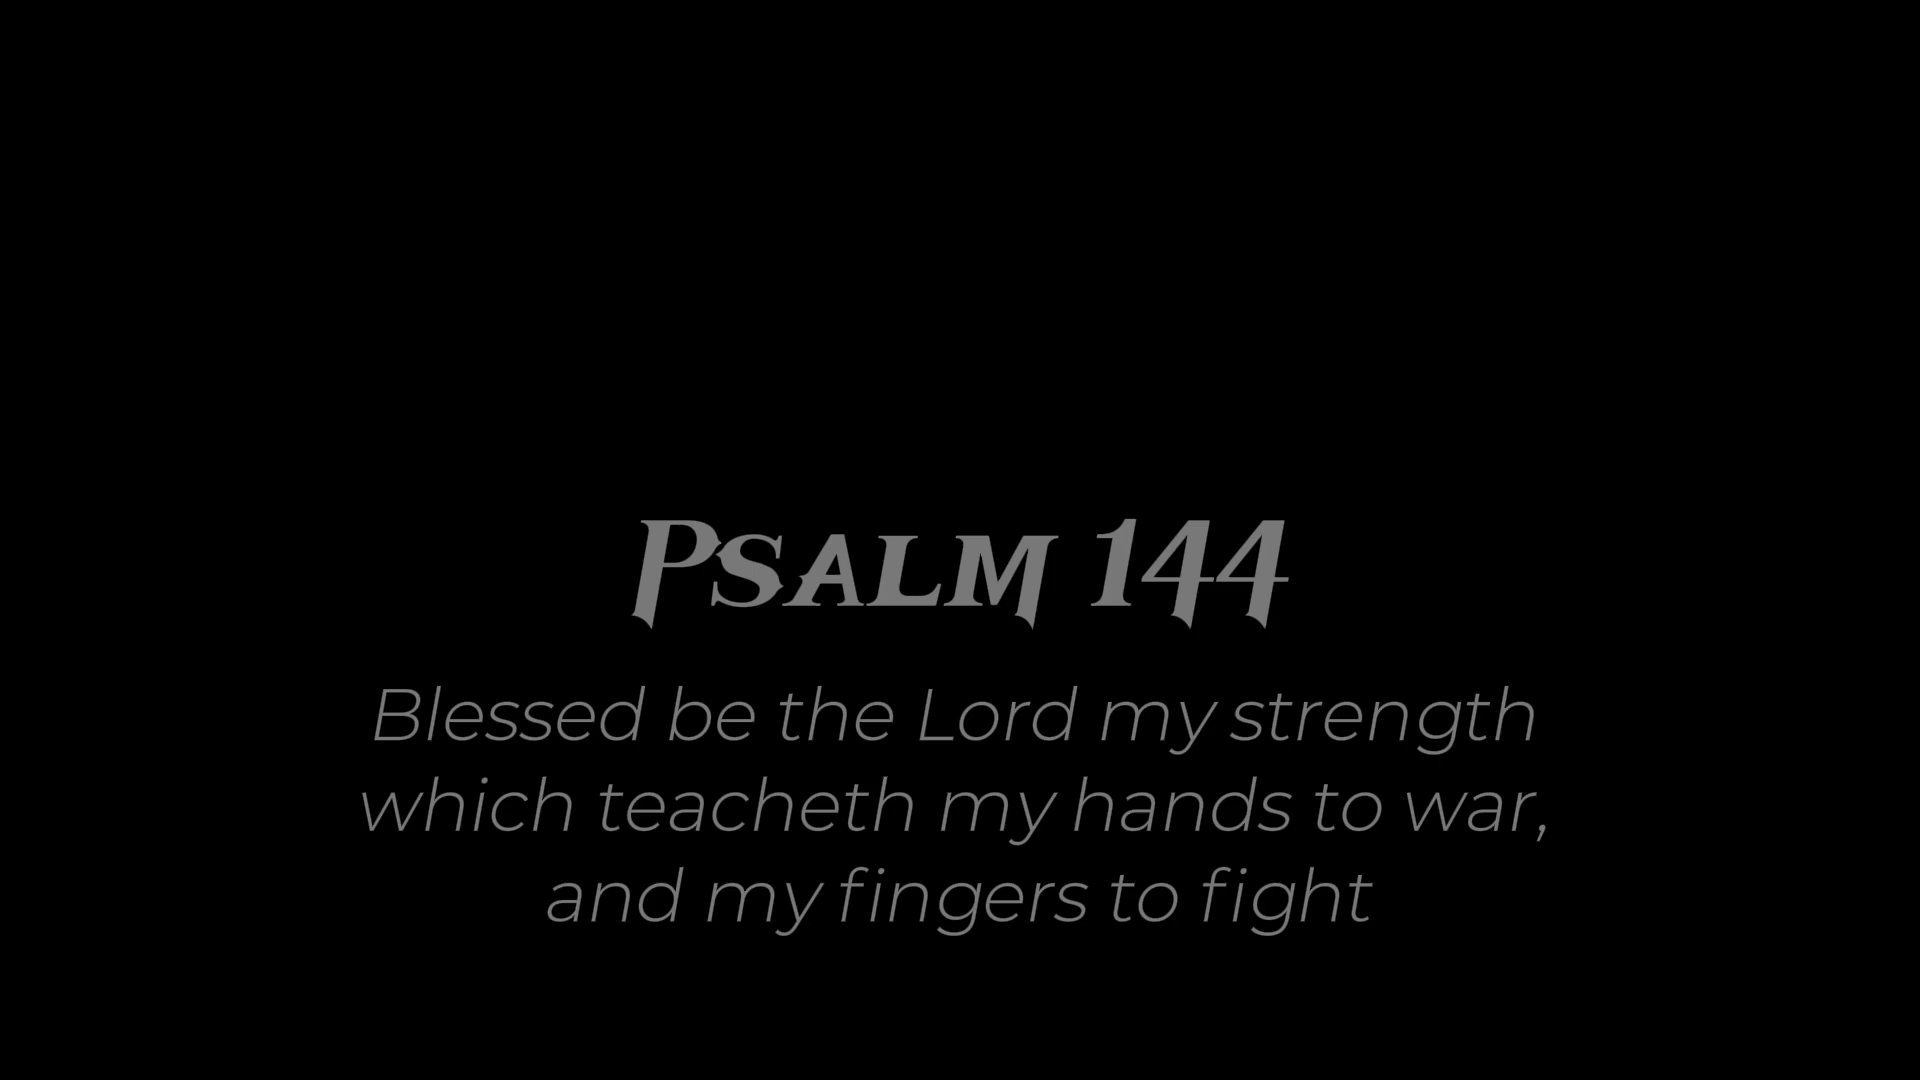 Psalm 144
Blessed be the Lord my strength
which teacheth my hands to war,
and my fingers to fight